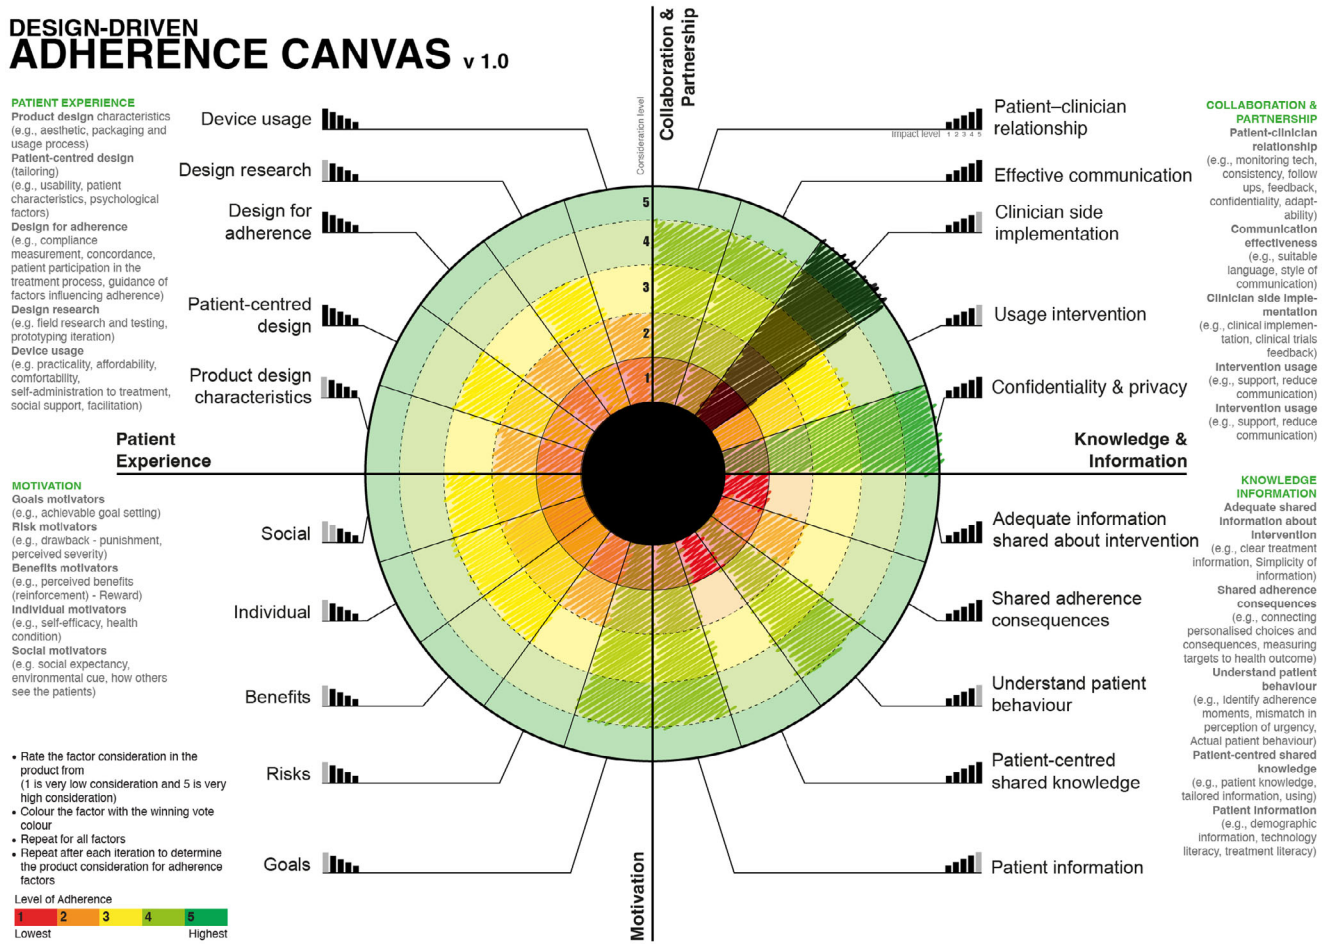 DESIGN-DRIVEN
ADHERENCE CANVAS v 1.0
PATIENT EXPERIENCE
Product design characteristics
(e.g., aesthetic, packaging and
usage process)
Patient-centred design
(tailoring)
(e.g., usability, patient
characteristics, psychological
factors)
Design for adherence
(e.g., compliance
measurement, concordance,
patient participation in the
treatment process, guidance of
factors influencing adherence)
Design research
(e.g. field research and testing,
prototyping iteration)
Device usage
(e.g. practicality, affordability,
comfortability,
self-administration to treatment,
social support, facilitation)
Device usage
Design research
Design for
adherence
Patient-centred
design
Product design
characteristics
Patient
Experience
MOTIVATION
Goals motivators
(e.g., achievable goal setting)
Risk motivators
(e.g., drawback - punishment,
perceived severity)
Benefits motivators
(e.g., perceived benefits
(reinforcement) - Reward)
Individual motivators
(e.g., self-efficacy, health
condition)
Social motivators
(e.g. social expectancy,
environmental cue, how others
see the patients)
Social
Individual
Benefits
Risks
Goals
• Rate the factor consideration in the
product from
(1 is very low consideration and 5 is very
high consideration)
• Colour the factor with the winning vote
colour
• Repeat for all factors
• Repeat after each iteration to determine
the product consideration for adherence
factors
Level of Adherence
1 2 3 4 5
Lowest Highest
Collaboration &
Partnership
Consideration level
5
4
3
2
1
Motivation
Patient–clinician
relationship
Impact level 1 2 3 4 5
Effective communication
Clinician side
implementation
Usage intervention
Confidentiality & privacy
Knowledge &
Information
Adequate information
shared about intervention
Shared adherence
consequences
Understand patient
behaviour
Patient-centred
shared knowledge
Patient information
COLLABORATION &
PARTNERSHIP
Patient-clinician
relationship
(e.g., monitoring tech,
consistency, follow
ups, feedback,
confidentiality, adapt-
ability)
Communication
effectiveness
(e.g., suitable
language, style of
communication)
Clinician side imple-
mentation
(e.g., clinical implemen-
tation, clinical trials
feedback)
Intervention usage
(e.g., support, reduce
communication)
Intervention usage
(e.g., support, reduce
communication)
KNOWLEDGE
INFORMATION
Adequate shared
information about
Intervention
(e.g., clear treatment
information, Simplicity of
information)
Shared adherence
consequences
(e.g., connecting
personalised choices and
consequences, measuring
targets to health outcome)
Understand patient
behaviour
(e.g., Identify adherence
moments, mismatch in
perception of urgency,
Actual patient behaviour)
Patient-centred shared
knowledge
(e.g., patient knowledge,
tailored information, using)
Patient Information
(e.g., demographic
information, technology
literacy, treatment literacy)